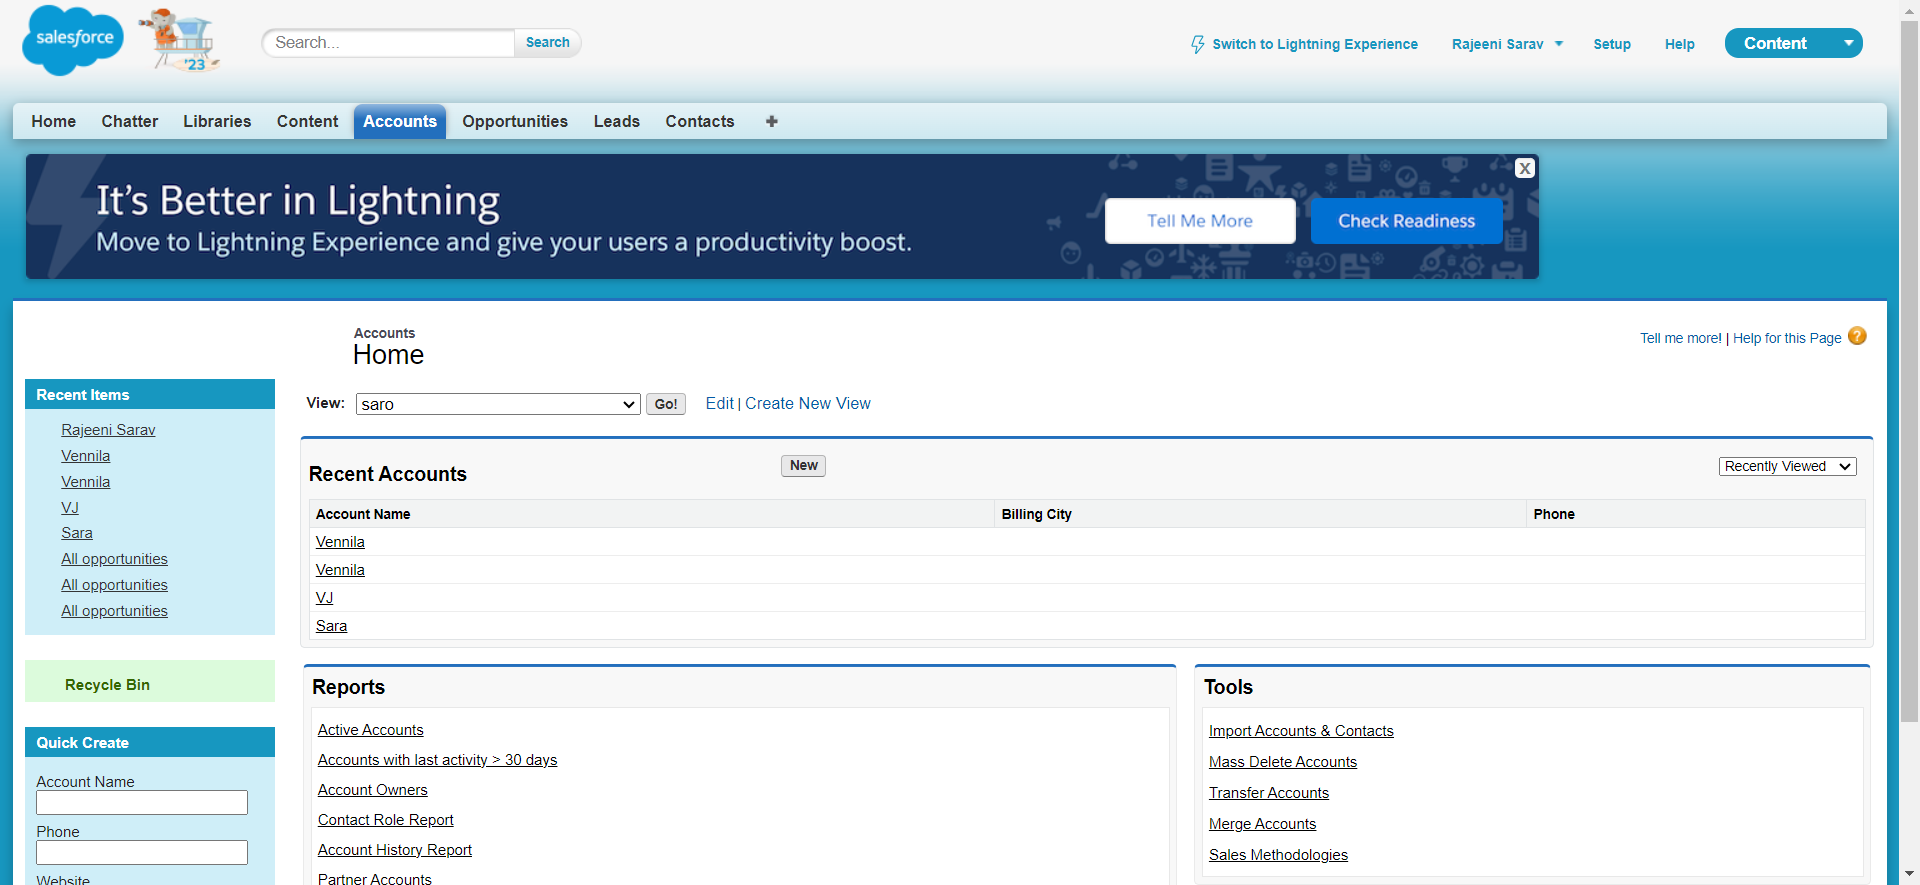 salesforce
'23
Search...
Search
Switch to Lightning Experience
Rajeeni Sarav
Setup
Help
Content
Home
Chatter
Libraries
Content
Accounts
Opportunities
Leads
Contacts
It's Better in Lightning
Move to Lightning Experience and give your users a productivity boost.
Tell Me More
Check Readiness
X
Accounts
Home
Tell me more! | Help for this Page
?
Recent Items
Rajeeni Sarav
Vennila
Vennila
VJ
Sara
All opportunities
All opportunities
All opportunities
Recycle Bin
Quick Create
Account Name
Phone
Website
View:
saro
Go!
Edit | Create New View
Recent Accounts
New
Recently Viewed
Account Name
Billing City
Phone
Vennila
Vennila
VJ
Sara
Reports
Active Accounts
Accounts with last activity > 30 days
Account Owners
Contact Role Report
Account History Report
Partner Accounts
Tools
Import Accounts & Contacts
Mass Delete Accounts
Transfer Accounts
Merge Accounts
Sales Methodologies